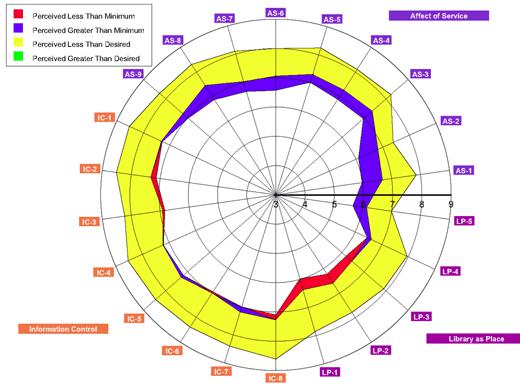 Perceived Less Than Minimum
Perceived Greater Than Minimum
Perceived Less Than Desired
Perceived Greater Than Desired
AS-6
AS-7
AS-5
Affect of Service
AS-8
AS-4
AS-9
AS-3
IC-1
AS-2
IC-2
AS-1
3 4 5 6 7 8 9
IC-3
LP-5
IC-4
LP-4
IC-5
LP-3
Information Control
Library as Place
IC-6
LP-2
IC-7
LP-1
IC-8